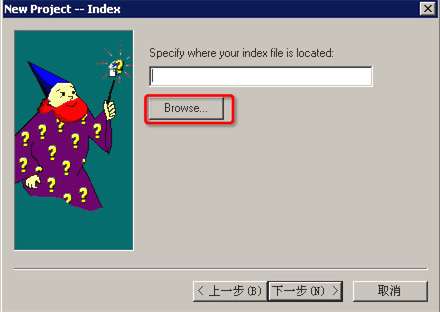 New Project -- Index
Specify where your index file is located:
Browse...
< 上一步(B) 下一步(N) > 取消